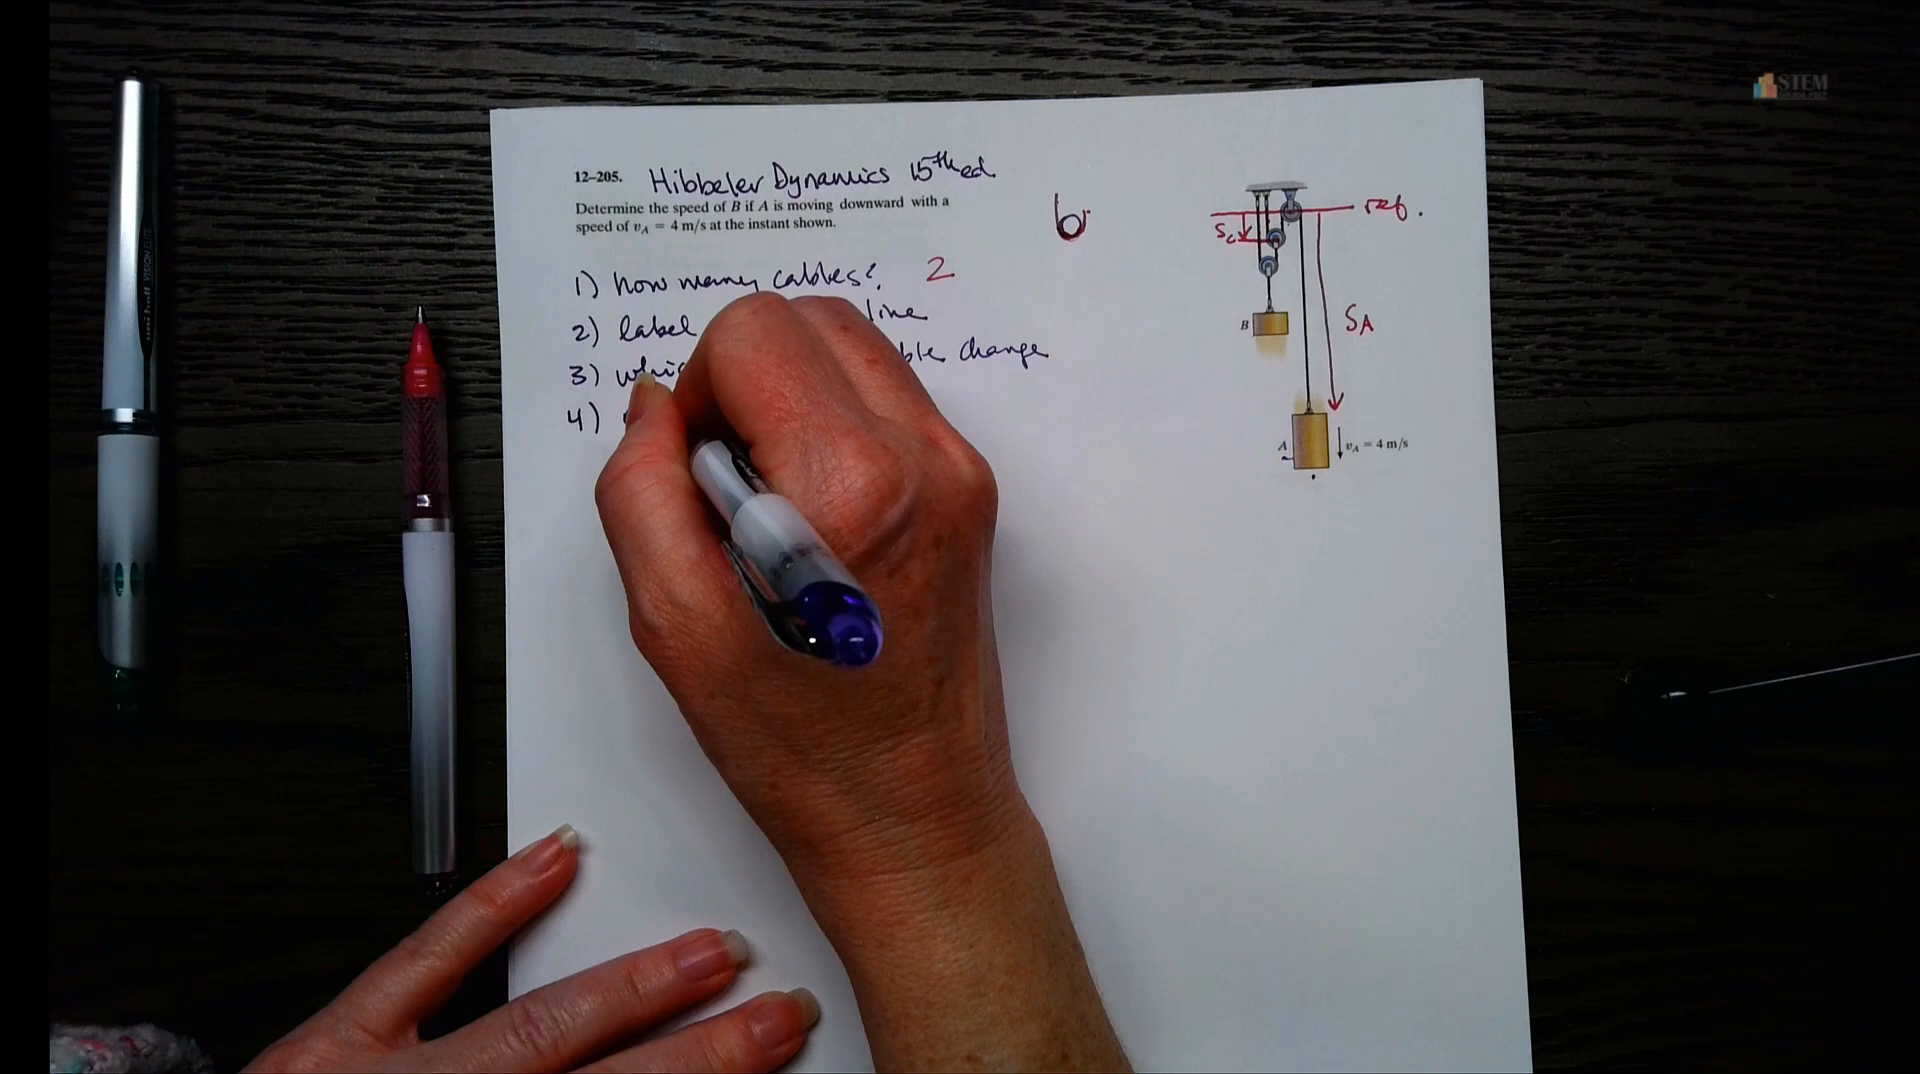 STEM
12–205. Hibbeler Dynamics 15th ed.
Determine the speed of B if A is moving downward with a
speed of vA = 4 m/s at the instant shown.
1) how many cables? 2
2) label line
3) change
4)
ref.
Sc
SA
B
A
vA = 4 m/s